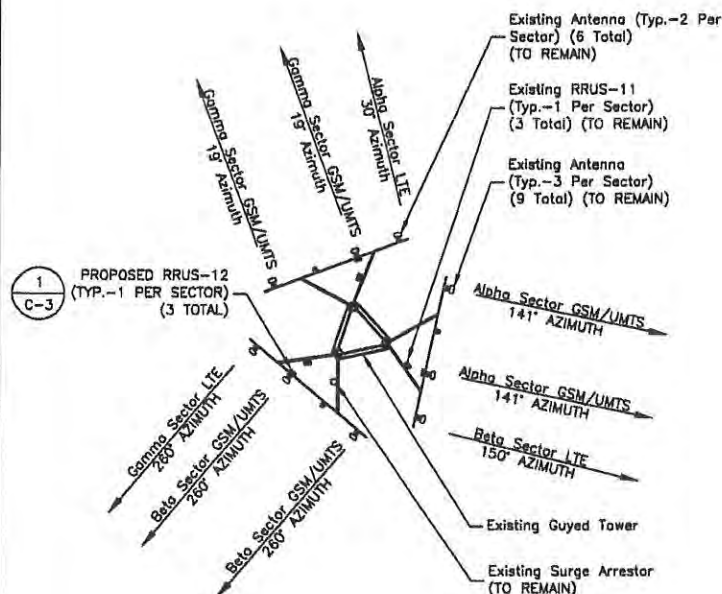 Existing Antenna (Typ.-2 Per
Sector) (6 Total)
(TO REMAIN)
Existing RRUS-11
(Typ.-1 Per Sector)
(3 Total) (TO REMAIN)
Existing Antenna
(Typ.-3 Per Sector)
(9 Total) (TO REMAIN)
Gamma Sector GSM/UMTS
19° Azimuth
Gamma Sector GSM/UMTS
19° Azimuth
Alpha Sector LTE
30° Azimuth
1
C-3
PROPOSED RRUS-12
(TYP.-1 PER SECTOR)
(3 TOTAL)
Alpha Sector GSM/UMTS
141° AZIMUTH
Alpha Sector GSM/UMTS
141° AZIMUTH
Beta Sector LTE
150° AZIMUTH
Gamma Sector LTE
260° AZIMUTH
Beta Sector GSM/UMTS
260° AZIMUTH
Beta Sector GSM/UMTS
260° AZIMUTH
Existing Guyed Tower
Existing Surge Arrestor
(TO REMAIN)